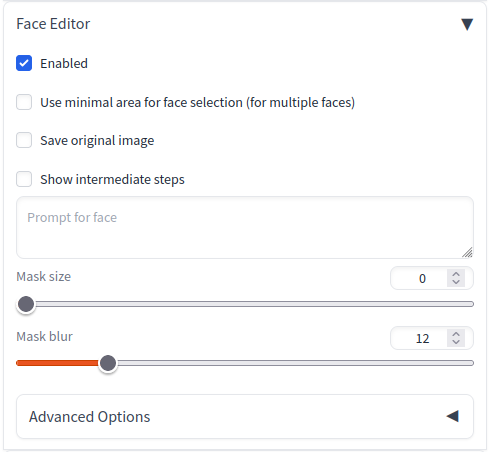 Face Editor
Enabled
Use minimal area for face selection (for multiple faces)
Save original image
Show intermediate steps
Prompt for face
Mask size
0
Mask blur
12
Advanced Options